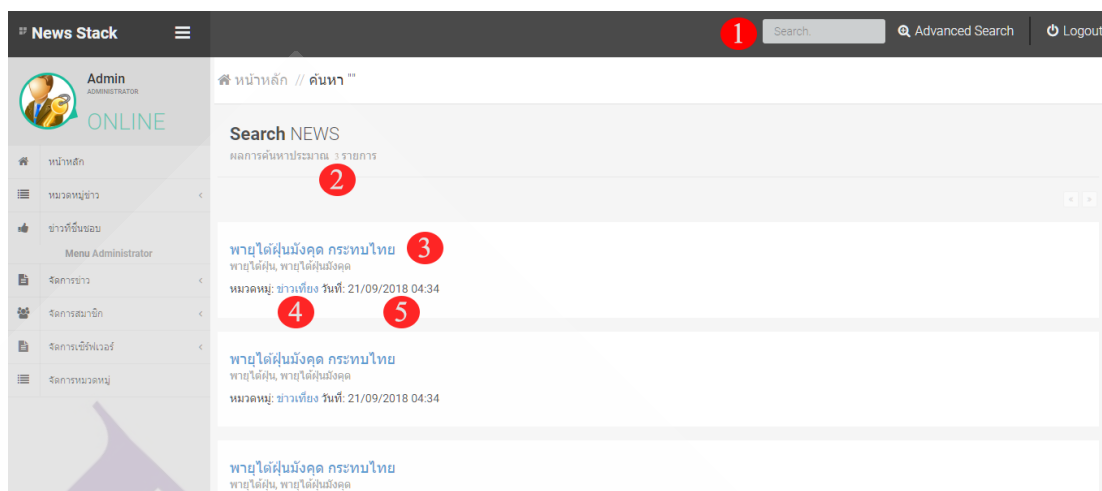 News Stack
1
Search.
Advanced Search
Logout
Admin
ADMINISTRATOR
ONLINE
หน้าหลัก
หมวดหมู่ข่าว
ข่าวที่ชื่นชอบ
Menu Administrator
จัดการข่าว
จัดการสมาชิก
จัดการเซิร์ฟเวอร์
จัดการหมวดหมู่
หน้าหลัก // ค้นหา ""
Search NEWS
ผลการค้นหาประมาณ 3 รายการ
2
« »
พายุใต้ฝุ่นมังคุด กระทบไทย 3
พายุใต้ฝุ่น, พายุใต้ฝุ่นมังคุด
หมวดหมู่: ข่าวเที่ยง วันที่: 21/09/2018 04:34
4 5
พายุใต้ฝุ่นมังคุด กระทบไทย
พายุใต้ฝุ่น, พายุใต้ฝุ่นมังคุด
หมวดหมู่: ข่าวเที่ยง วันที่: 21/09/2018 04:34
พายุใต้ฝุ่นมังคุด กระทบไทย
พายุใต้ฝุ่น, พายุใต้ฝุ่นมังคุด